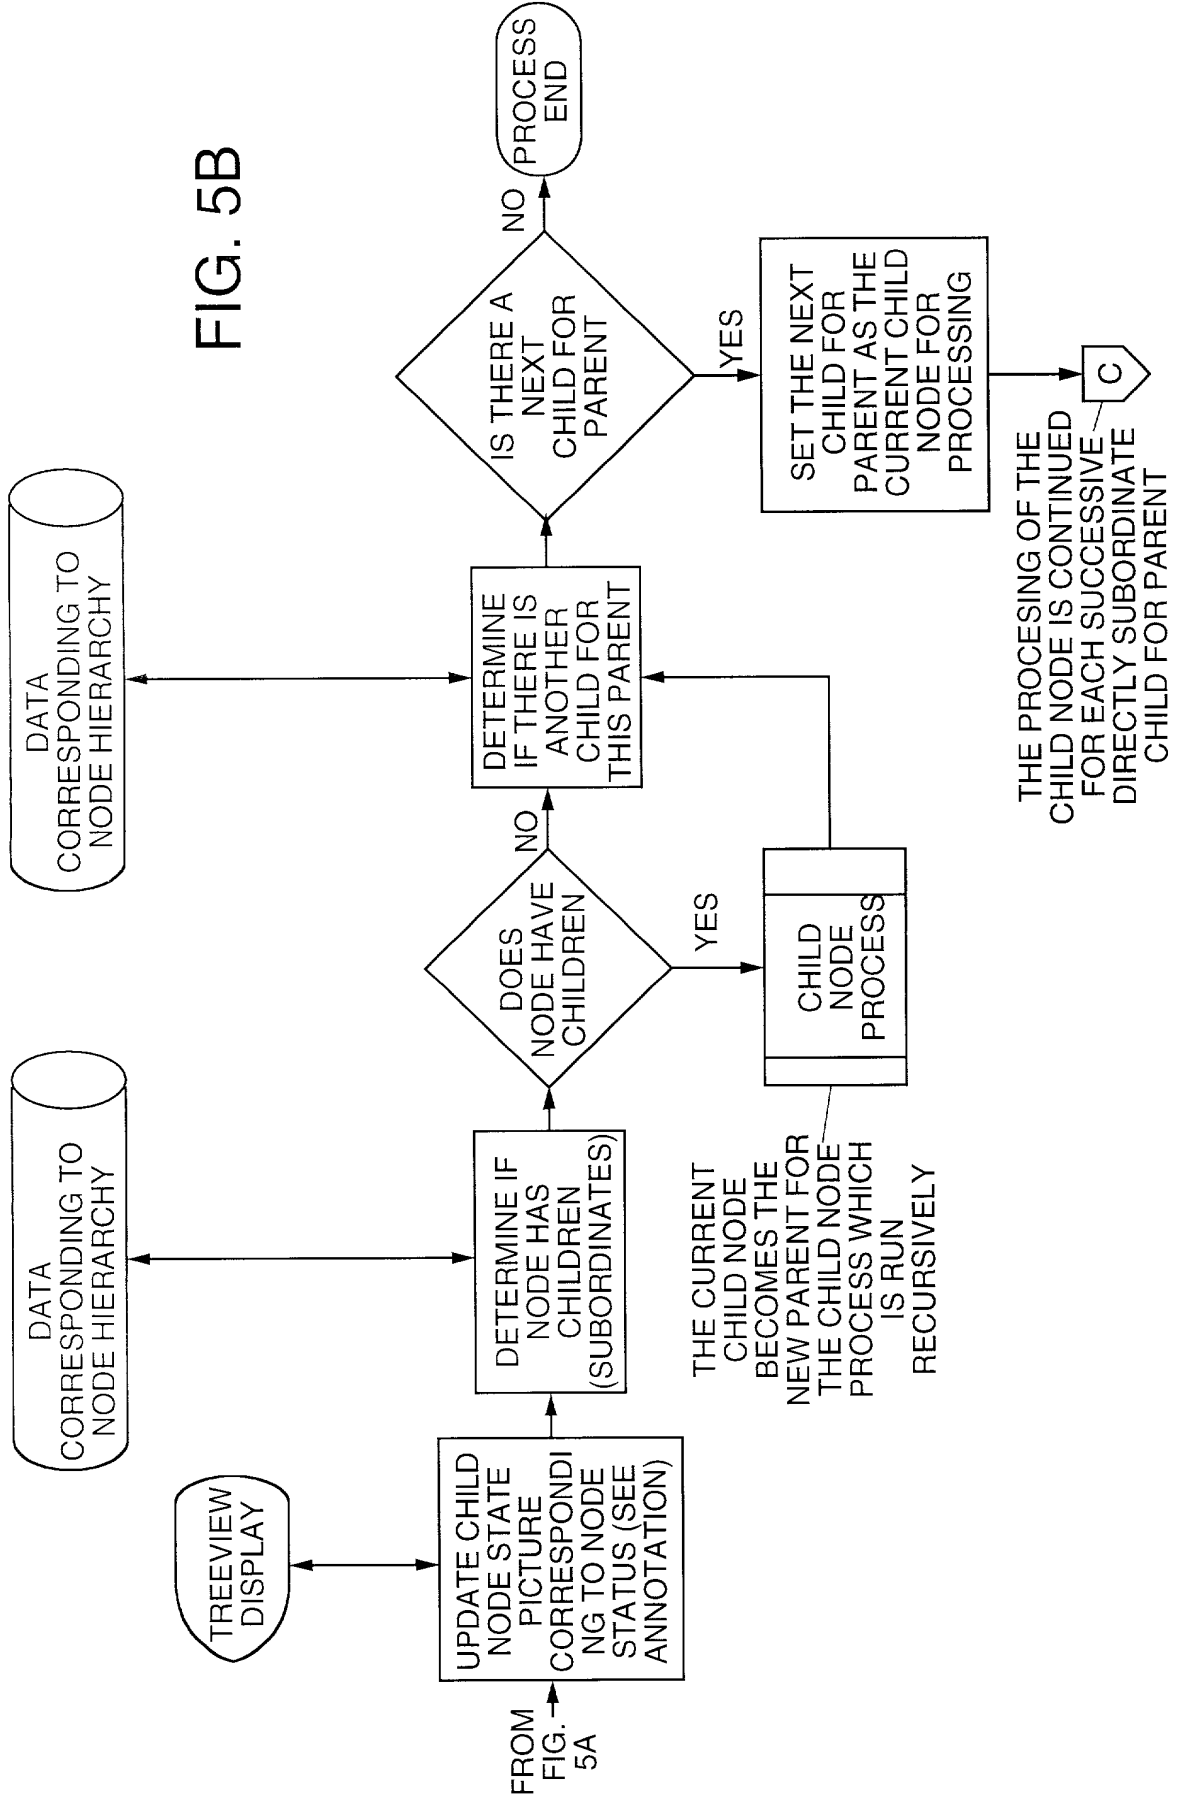 FIG. 5B
DATA
CORRESPONDING TO
NODE HIERARCHY
DATA
CORRESPONDING TO
NODE HIERARCHY
TREEVIEW
DISPLAY
FROM
FIG.
5A
UPDATE CHILD
NODE STATE
PICTURE
CORRESPONDI
NG TO NODE
STATUS (SEE
ANNOTATION)
DETERMINE IF
NODE HAS
CHILDREN
(SUBORDINATES)
DOES
NODE HAVE
CHILDREN
NO
YES
DETERMINE
IF THERE IS
ANOTHER
CHILD FOR
THIS PARENT
IS THERE A
NEXT
CHILD FOR
PARENT
NO
YES
PROCESS
END
THE CURRENT
CHILD NODE
BECOMES THE
NEW PARENT FOR
THE CHILD NODE
PROCESS WHICH
IS RUN
RECURSIVELY
CHILD
NODE
PROCESS
SET THE NEXT
CHILD FOR
PARENT AS THE
CURRENT CHILD
NODE FOR
PROCESSING
THE PROCESING OF THE
CHILD NODE IS CONTINUED
FOR EACH SUCCESSIVE
DIRECTLY SUBORDINATE
CHILD FOR PARENT
C